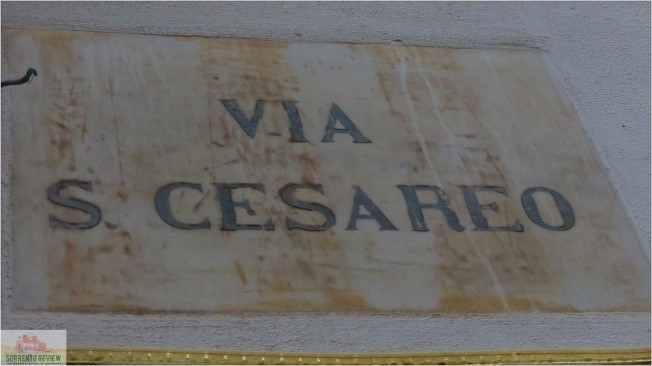 VIA
S. CESAREO
SORRENTO REVIEW